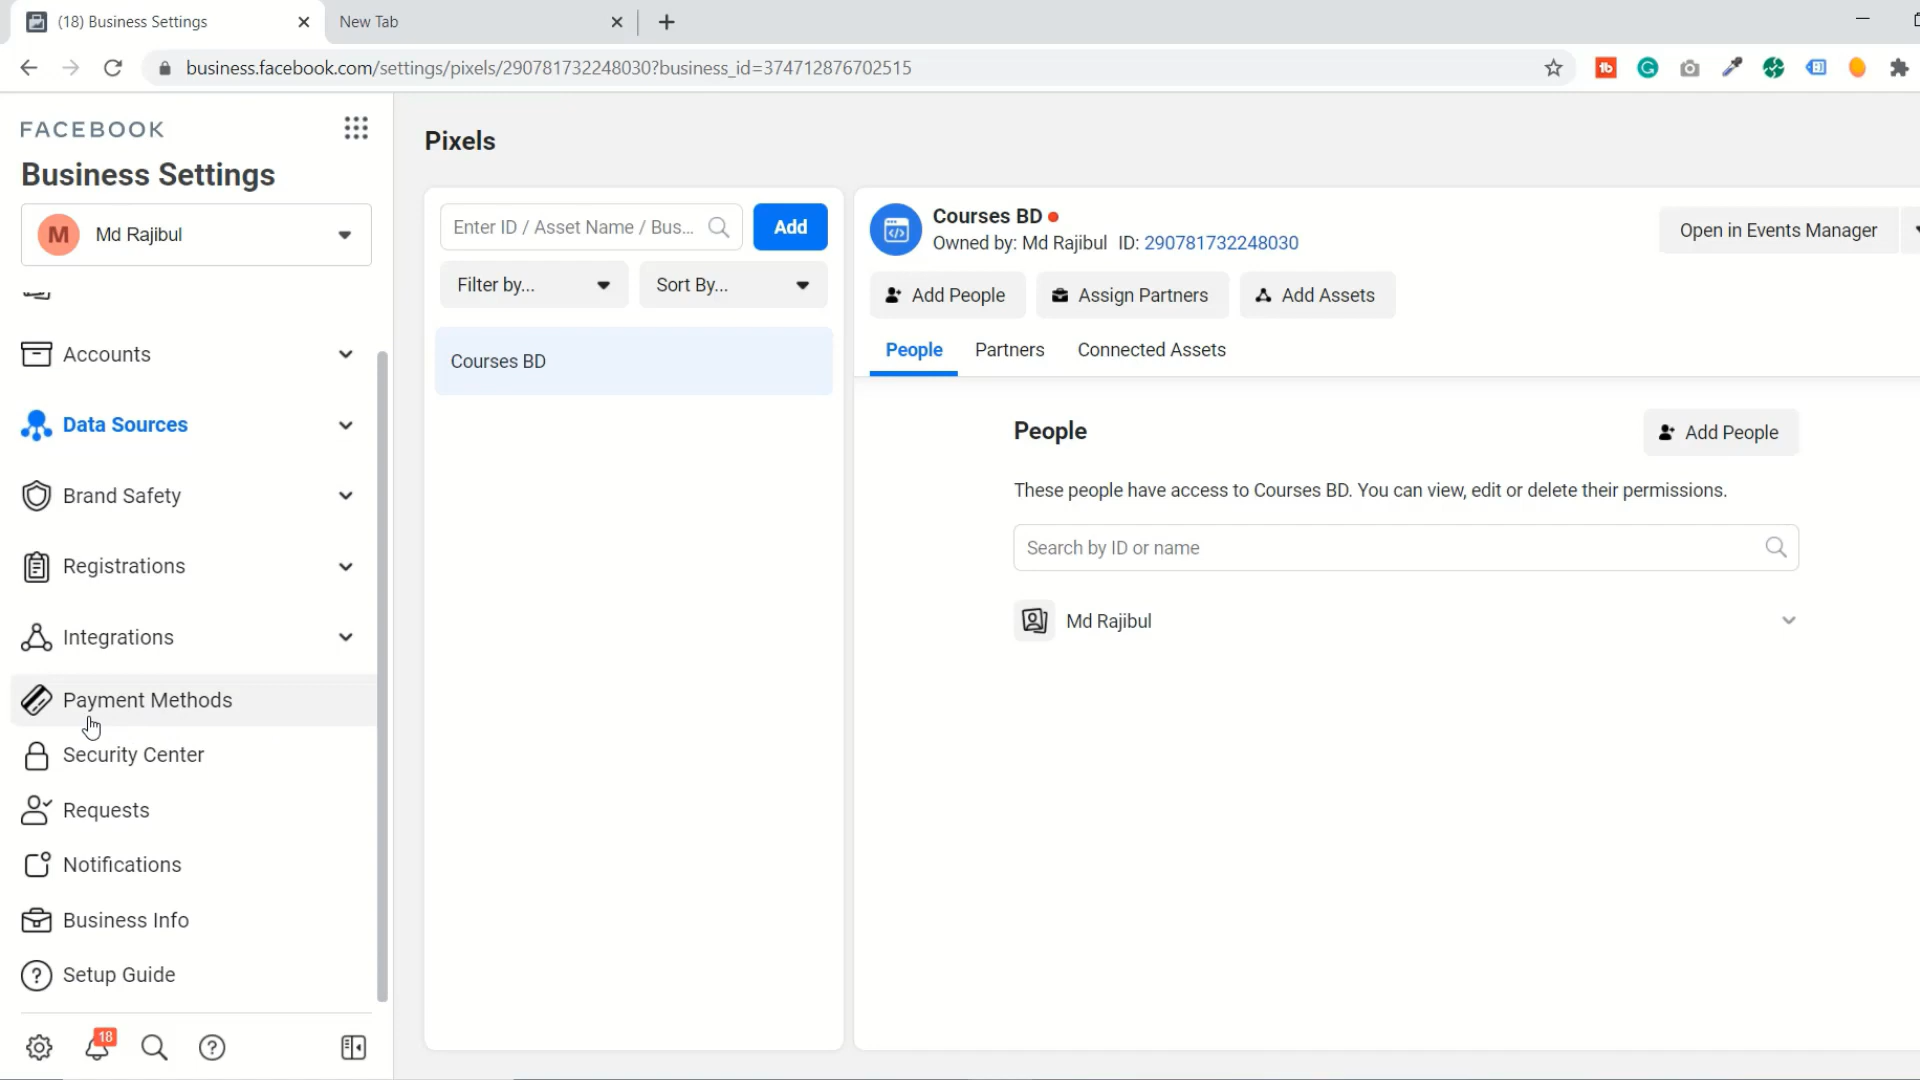 (18) Business Settings
New Tab
business.facebook.com/settings/pixels/290781732248030?business_id=374712876702515
FACEBOOK
Business Settings
M
Md Rajibul
Accounts
Data Sources
Brand Safety
Registrations
Integrations
Payment Methods
Security Center
Requests
Notifications
Business Info
Setup Guide
18
Pixels
Enter ID / Asset Name / Bus...
Add
Filter by...
Sort By...
Courses BD
Courses BD
Owned by: Md Rajibul ID: 290781732248030
Open in Events Manager
Add People
Assign Partners
Add Assets
People
Partners
Connected Assets
People
Add People
These people have access to Courses BD. You can view, edit or delete their permissions.
Search by ID or name
Md Rajibul